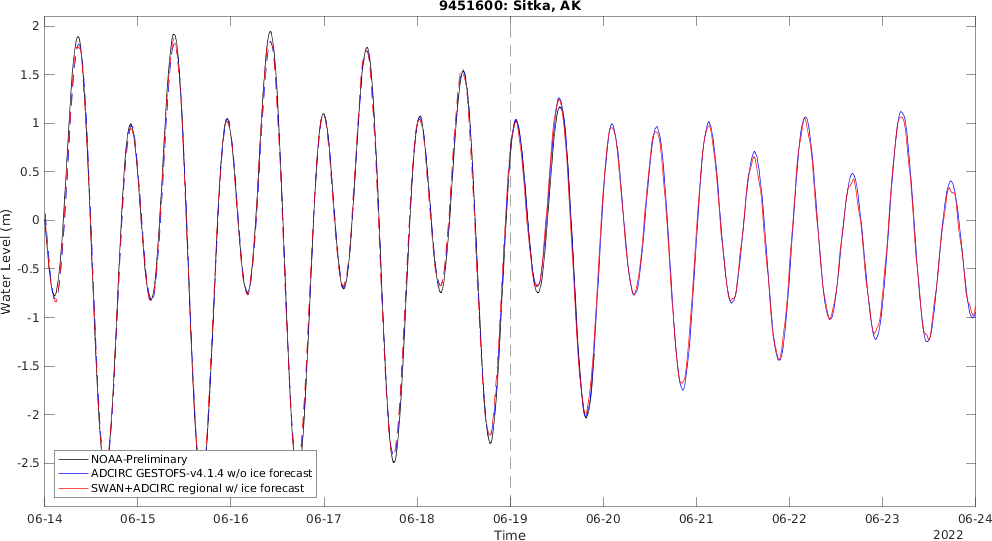 9451600: Sitka, AK
2
1.5
1
0.5
0
-0.5
-1
-1.5
-2
-2.5
Water Level (m)
NOAA-Preliminary
ADCIRC GESTOFS-v4.1.4 w/o ice forecast
SWAN+ADCIRC regional w/ ice forecast
06-14 06-15 06-16 06-17 06-18 06-19 06-20 06-21 06-22 06-23 06-24
Time
2022